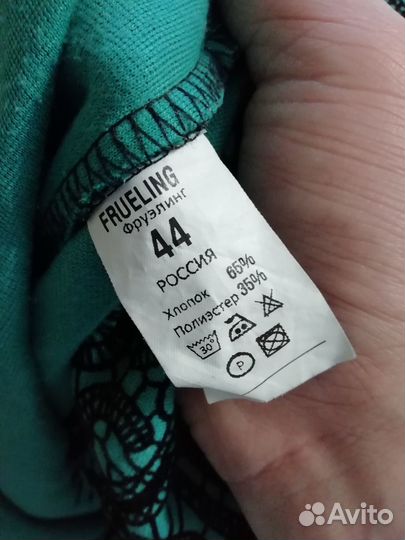 FRUELING
Фруэлинг
44
РОССИЯ
Хлопок 65%
Полиэстер 35%
30°
P
Avito